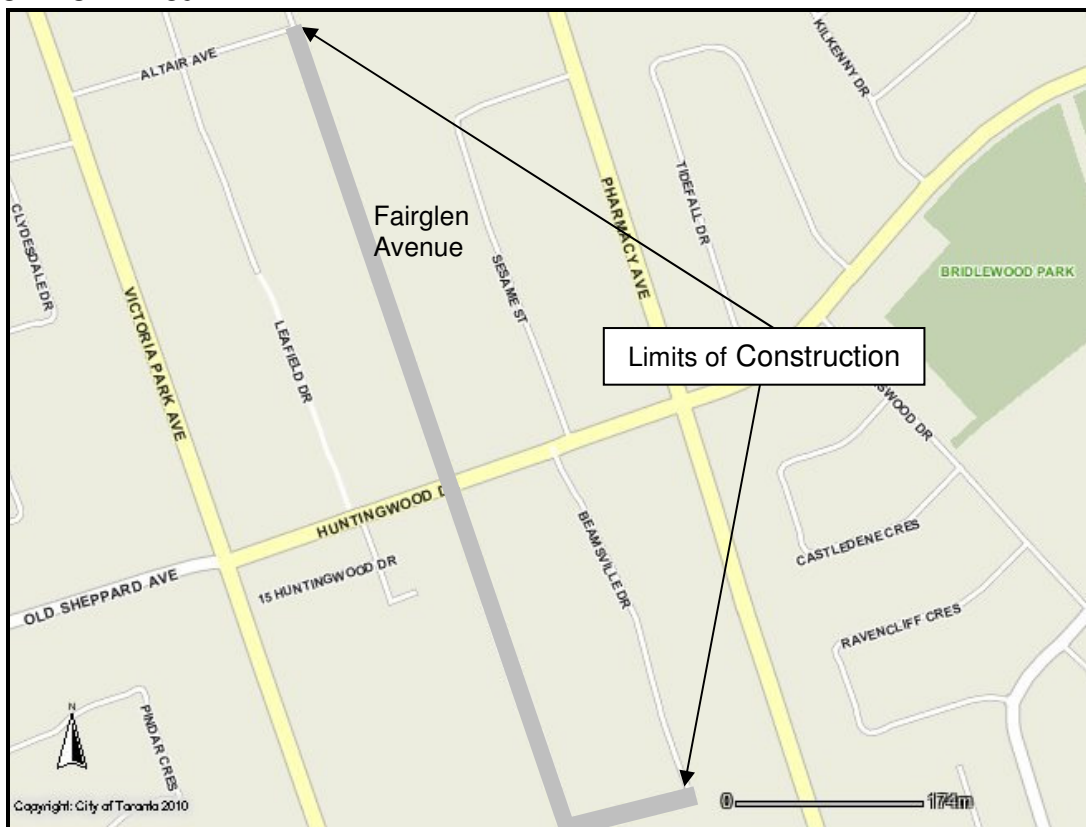 KILKENNY DR
ALTAIR AVE
CLYDESDALE DR
VICTORIA PARK AVE
LEAFIELD DR
Fairglen
Avenue
SESAME ST
PHARMACY AVE
TIDEFALL DR
BRIDLEWOOD PARK
Limits of Construction
SWOOD DR
HUNTINGWOOD D
OLD SHEPPARD AVE
15 HUNTINGWOOD DR
BEAMSVILLE DR
CASTLEDENE CRES
RAVENCLIFF CRES
PINDAR CRES
N
Copyright: City of Toronto 2010
0
174m